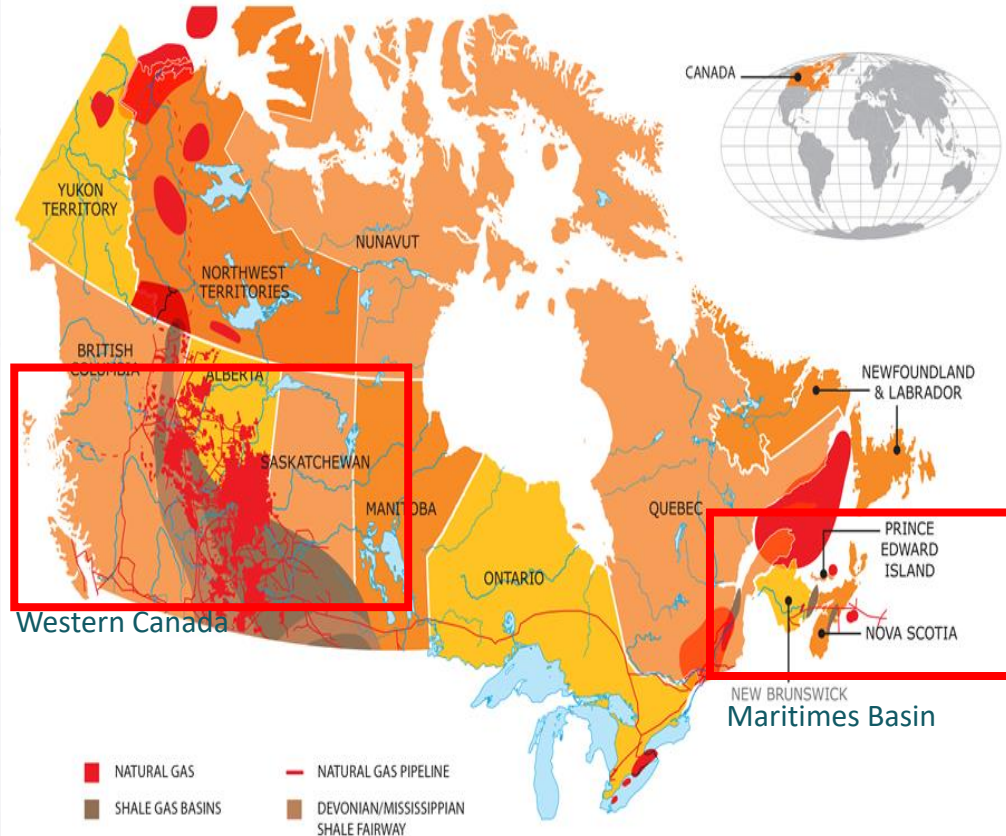 CANADA
YUKON
TERRITORY
NUNAVUT
NORTHWEST
TERRITORIES
BRITISH
COLUMBIA
ALBERTA
NEWFOUNDLAND
& LABRADOR
SASKATCHEWAN
MANITOBA
QUEBEC
PRINCE
EDWARD
ISLAND
ONTARIO
Western Canada
NOVA SCOTIA
NEW BRUNSWICK
Maritimes Basin
NATURAL GAS
NATURAL GAS PIPELINE
SHALE GAS BASINS
DEVONIAN/MISSISSIPPIAN
SHALE FAIRWAY